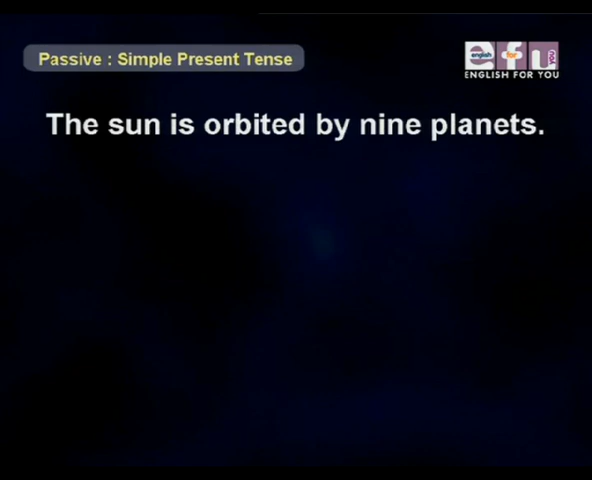 Passive : Simple Present Tense
english for you
ENGLISH FOR YOU
The sun is orbited by nine planets.